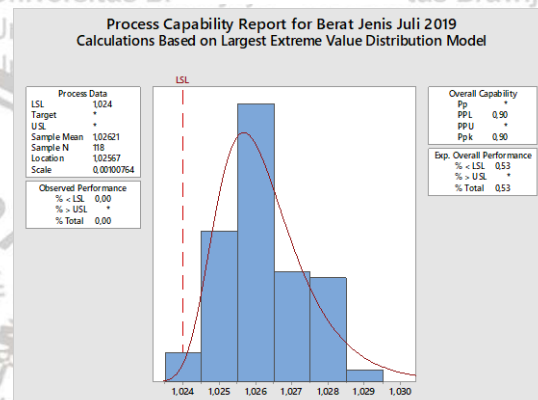 Process Capability Report for Berat Jenis Juli 2019
Calculations Based on Largest Extreme Value Distribution Model
LSL
Process Data
LSL 1,024
Target *
USL *
Sample Mean 1,02621
Sample N 118
Location 1,02567
Scale 0,00100764
Observed Performance
% < LSL 0,00
% > USL *
% Total 0,00
Overall Capability
Pp *
PPL 0,90
PPU *
Ppk 0,90
Exp. Overall Performance
% < LSL 0,53
% > USL *
% Total 0,53
1,024 1,025 1,026 1,027 1,028 1,029 1,030